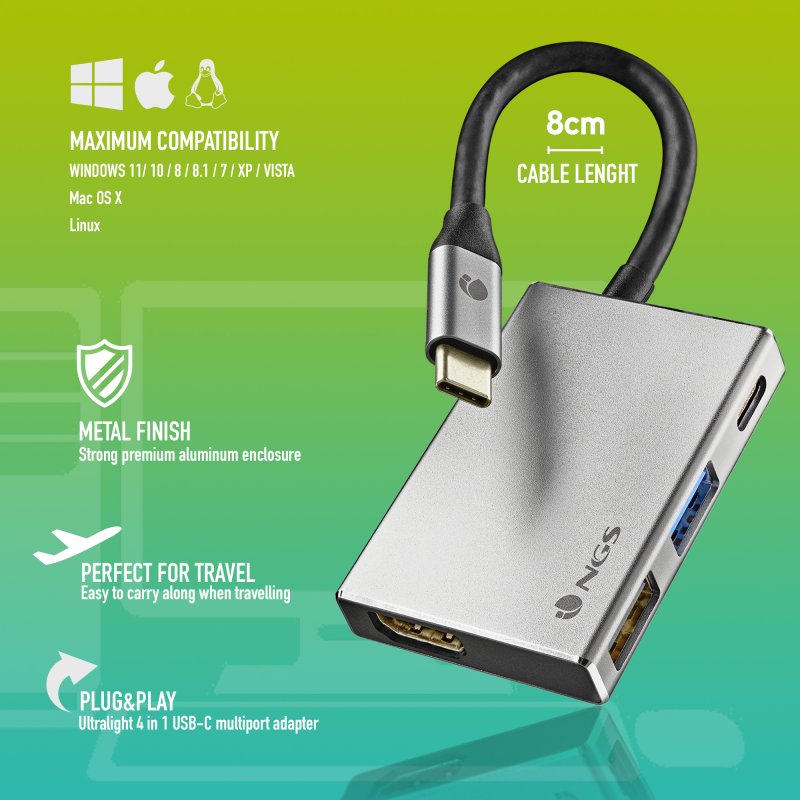 MAXIMUM COMPATIBILITY
WINDOWS 11/ 10 / 8 / 8.1 / 7 / XP / VISTA
Mac OS X
Linux
8cm
CABLE LENGHT
METAL FINISH
Strong premium aluminum enclosure
NGS
PERFECT FOR TRAVEL
Easy to carry along when travelling
PLUG&PLAY
Ultralight 4 in 1 USB-C multiport adapter